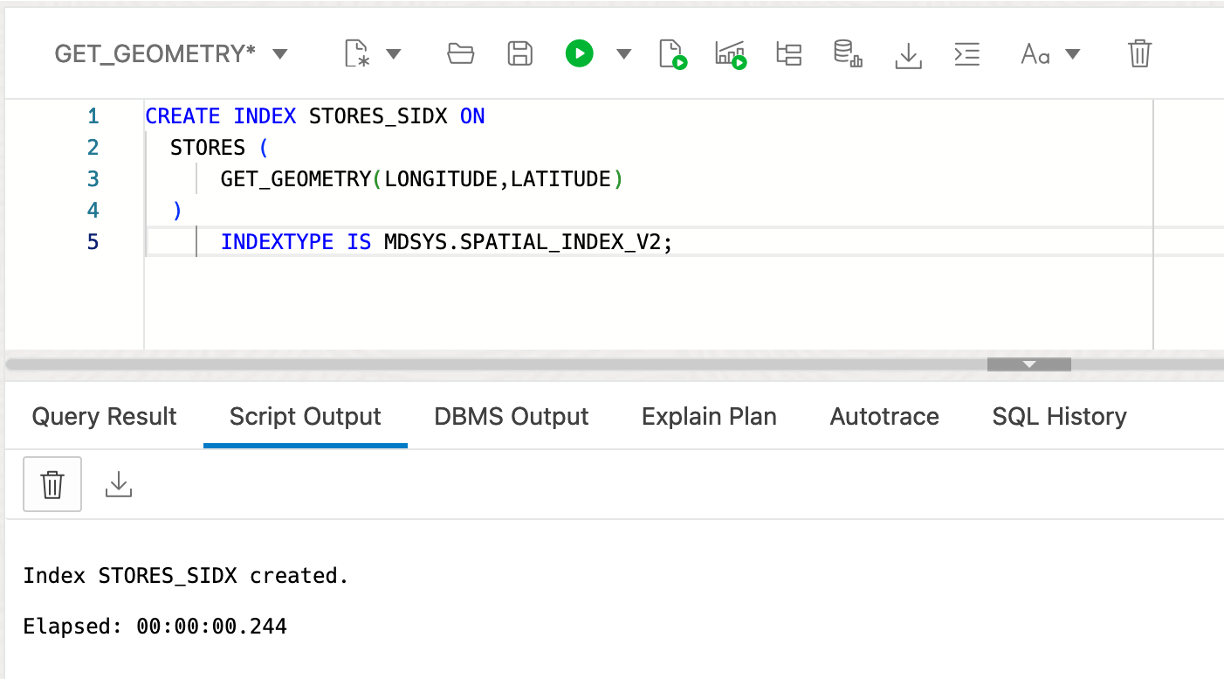 GET_GEOMETRY* Aa
1 CREATE INDEX STORES_SIDX ON
2 STORES (
3 GET_GEOMETRY(LONGITUDE,LATITUDE)
4 )
5 INDEXTYPE IS MDSYS.SPATIAL_INDEX_V2;
Query Result Script Output DBMS Output Explain Plan Autotrace SQL History
Index STORES_SIDX created.
Elapsed: 00:00:00.244